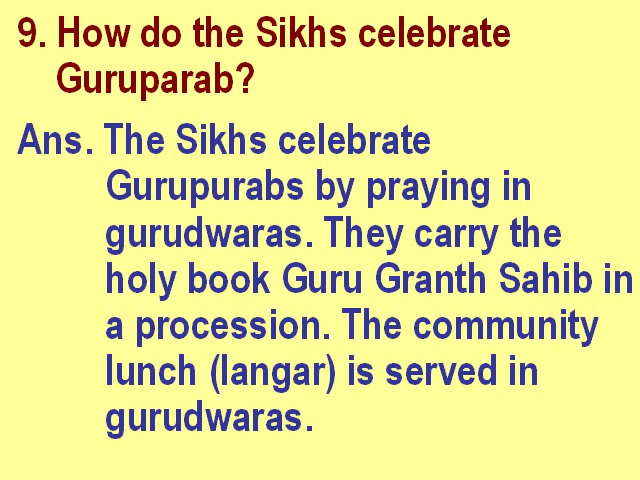 9. How do the Sikhs celebrate
Guruparab?
Ans. The Sikhs celebrate
Gurupurabs by praying in
gurudwaras. They carry the
holy book Guru Granth Sahib in
a procession. The community
lunch (langar) is served in
gurudwaras.